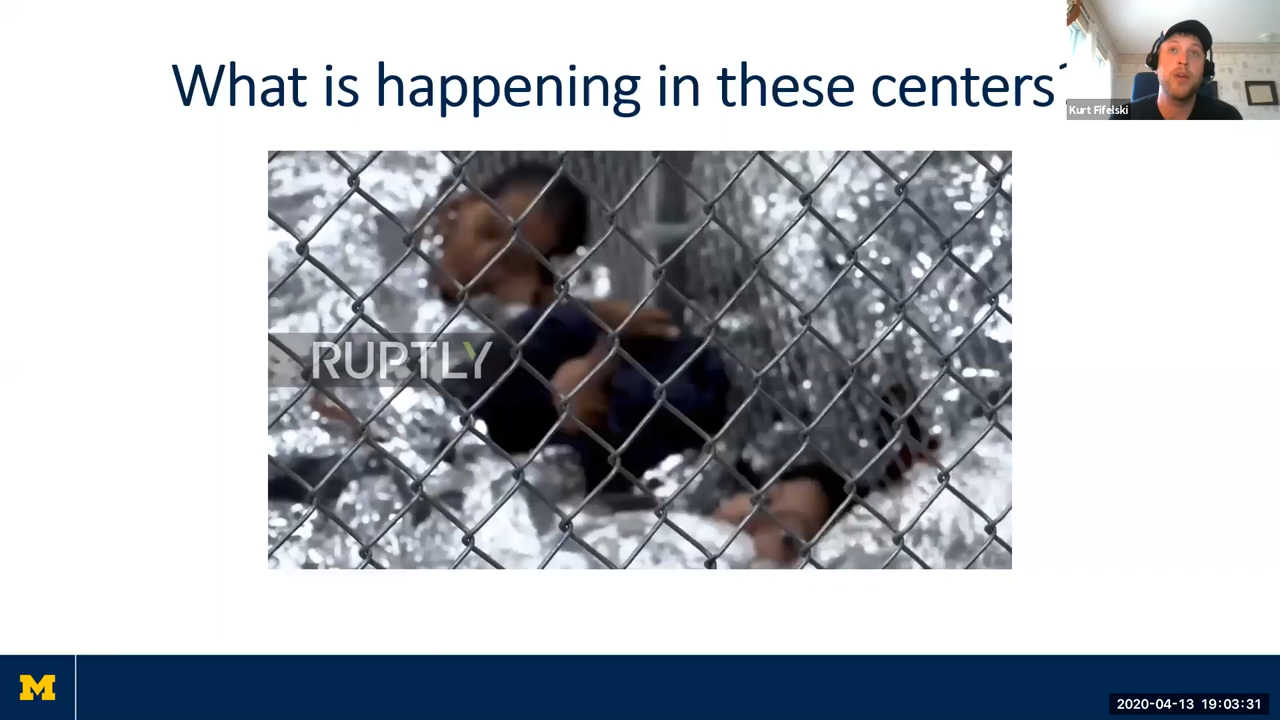 What is happening in these centers
Kurt Fifelski
RUPTLY
M
2020-04-13 19:03:31